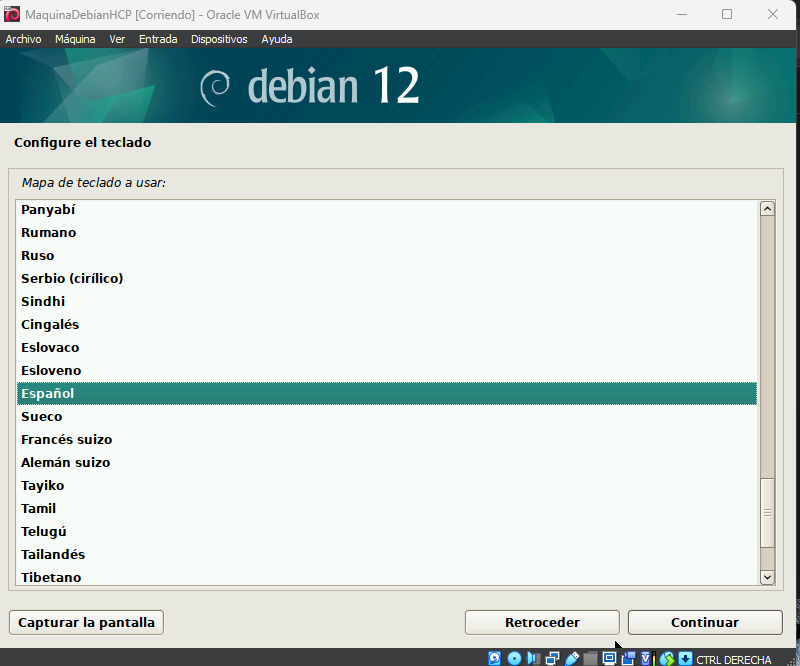 MaquinaDebianHCP [Corriendo] - Oracle VM VirtualBox
Archivo Máquina Ver Entrada Dispositivos Ayuda
debian 12
Configure el teclado
Mapa de teclado a usar:
Panyabí
Rumano
Ruso
Serbio (cirílico)
Sindhi
Cingalés
Eslovaco
Esloveno
Español
Sueco
Francés suizo
Alemán suizo
Tayiko
Tamil
Telugú
Tailandés
Tibetano
Capturar la pantalla Retroceder Continuar
CTRL DERECHA